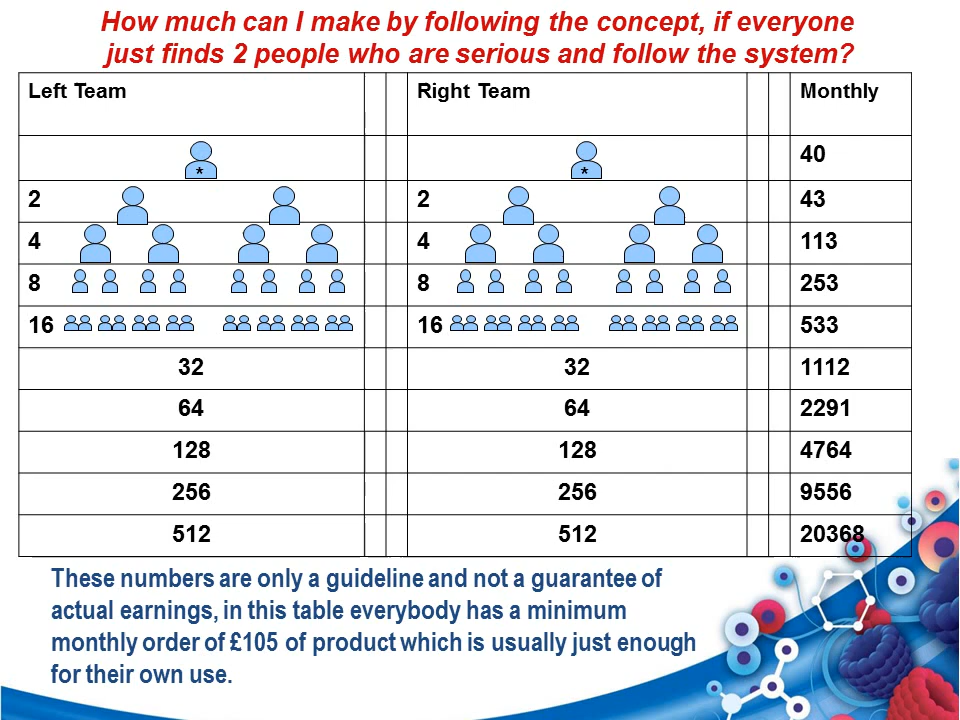 How much can I make by following the concept, if everyone
just finds 2 people who are serious and follow the system?
Left Team Right Team Monthly
* * 40
2 2 43
4 4 113
8 8 253
16 16 533
32 32 1112
64 64 2291
128 128 4764
256 256 9556
512 512 20368
These numbers are only a guideline and not a guarantee of
actual earnings, in this table everybody has a minimum
monthly order of £105 of product which is usually just enough
for their own use.